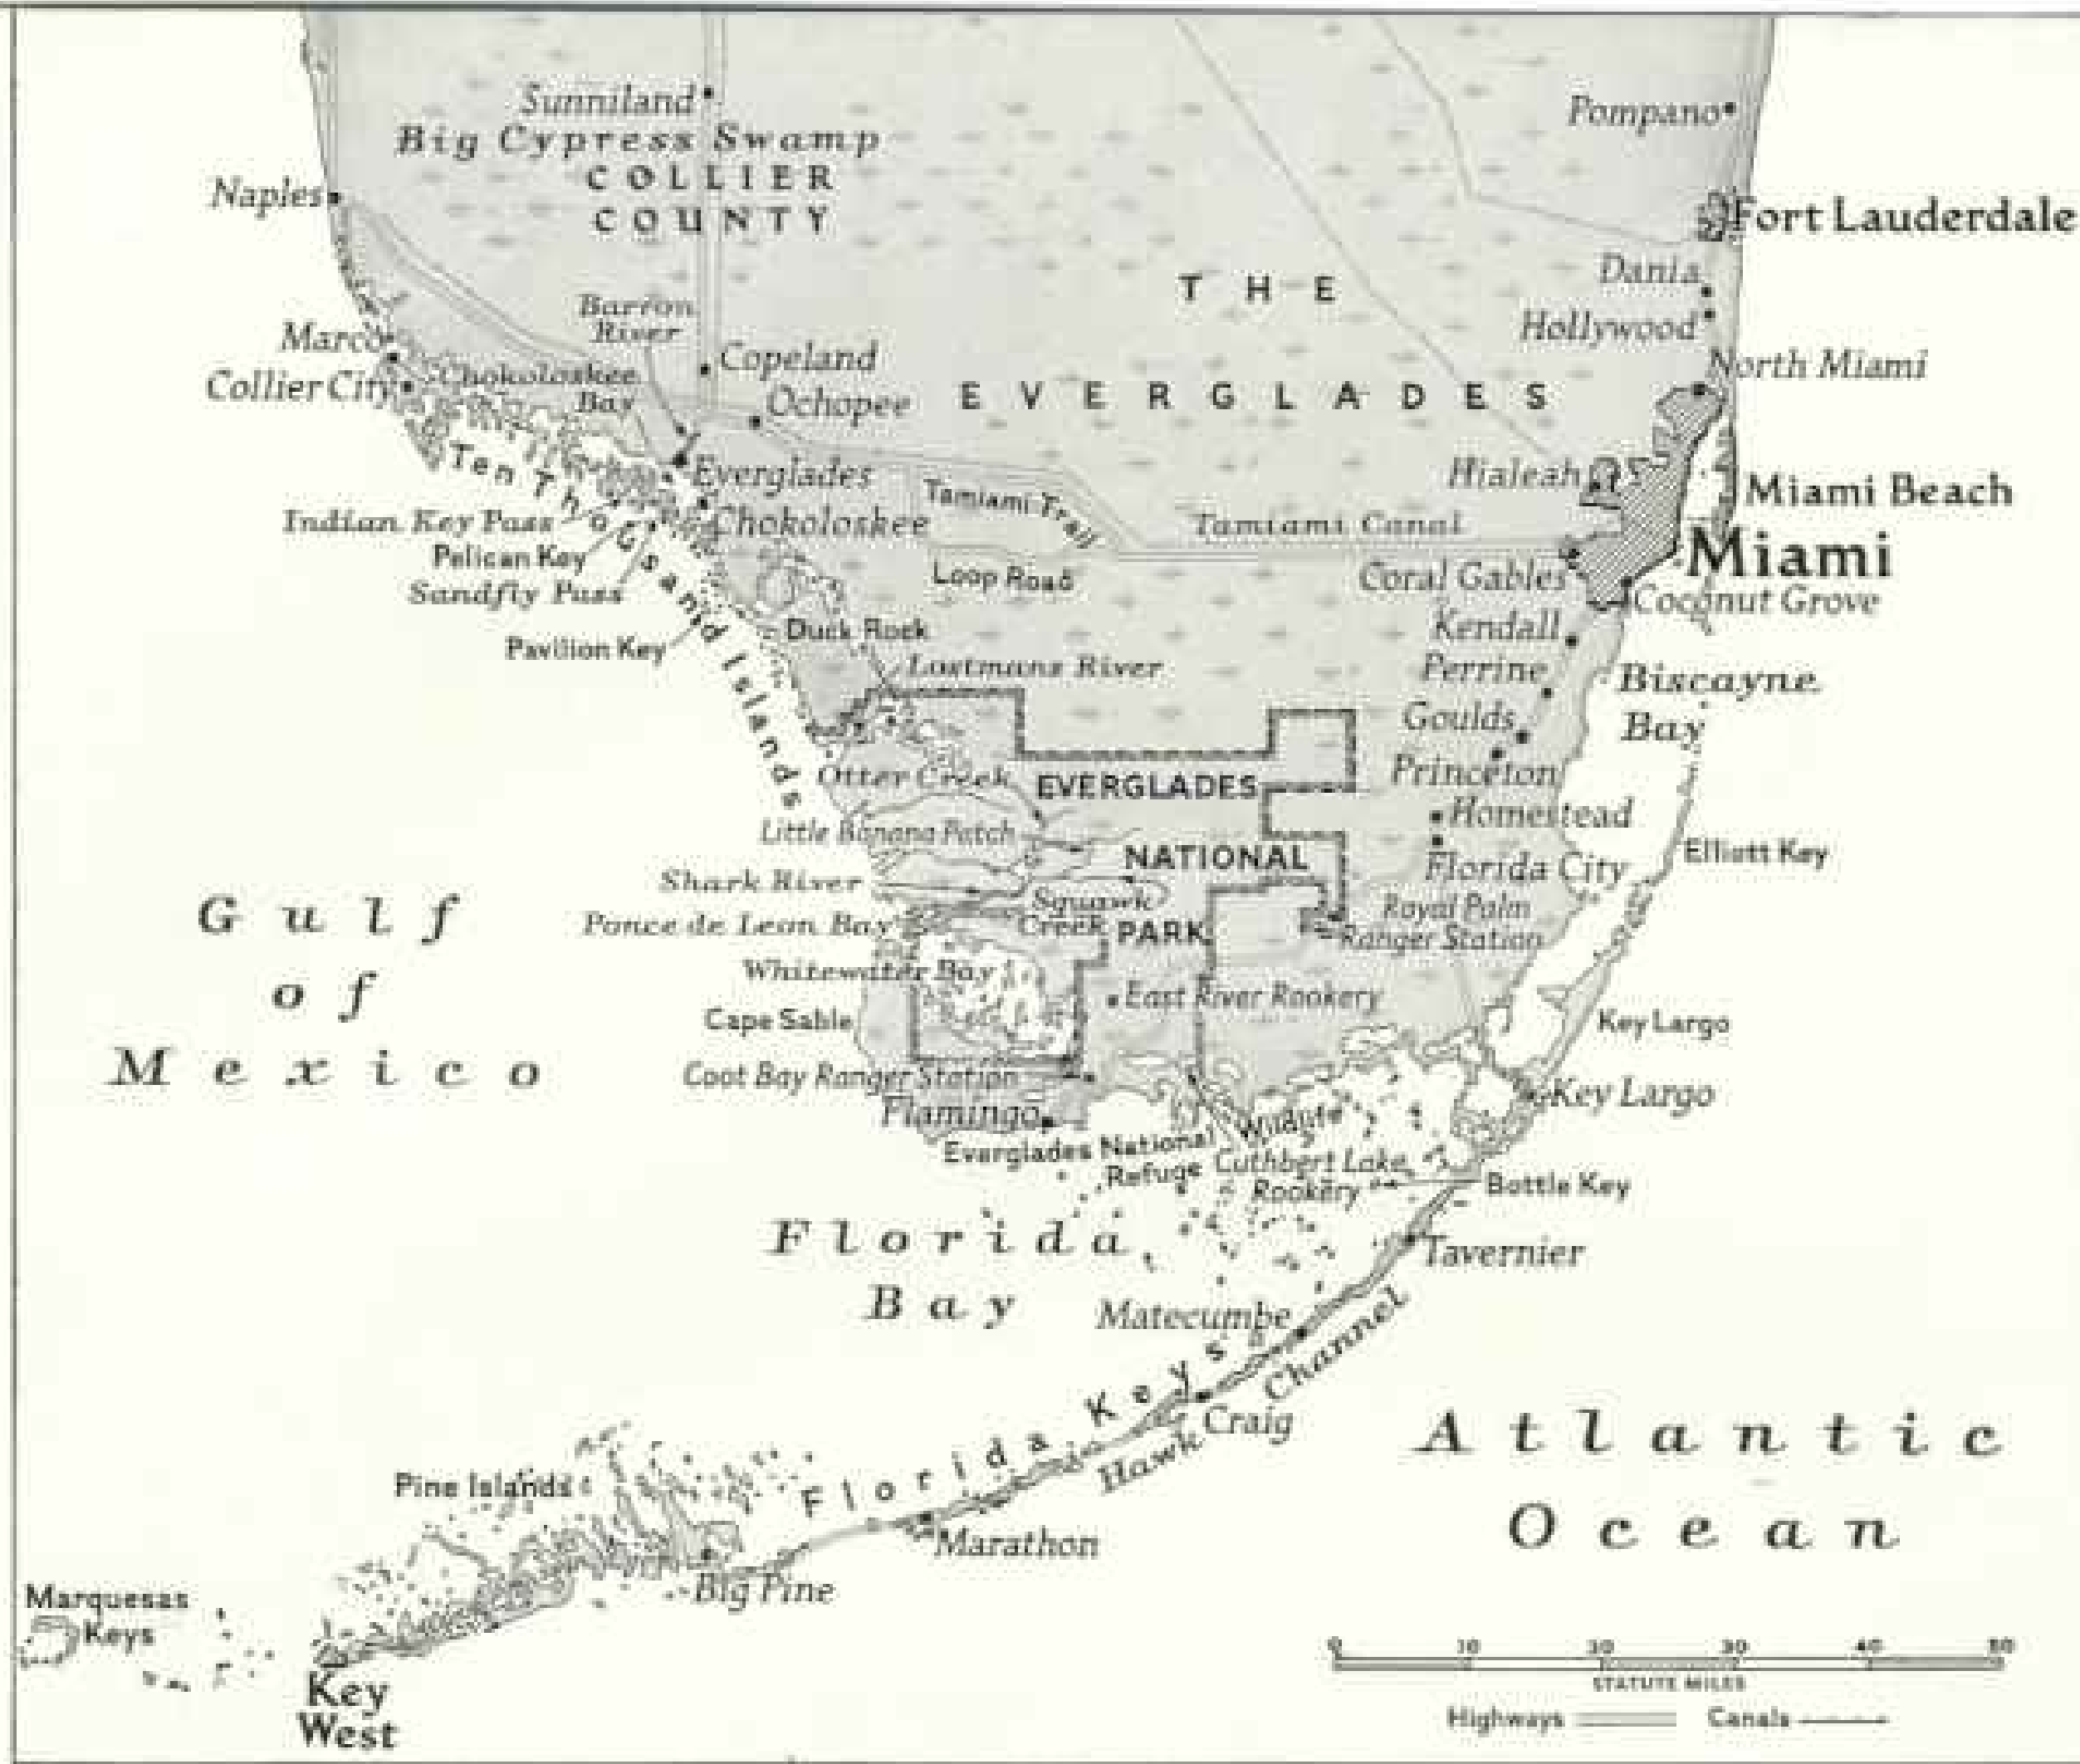 Sunniland
Big Cypress Swamp
COLLIER
COUNTY
Pompano
Naples
Fort Lauderdale
Dania
THE
Hollywood
Barron
River
Marco
Copeland
North Miami
Collier City
Chokoloskee
Bay
Ochopee
EVERGLADES
Everglades
Hialeah
Miami Beach
Ten Thousand Islands
Tamiami Trail
Indian Key Pass
Chokoloskee
Tamiami Canal
Pelican Key
Miami
Sandfly Pass
Loop Road
Coral Gables
Coconut Grove
Duck Rock
Kendall
Pavilion Key
Lostmans River
Perrine
Biscayne
Bay
Goulds
Otter Creek
EVERGLADES
Princeton
Homestead
Little Banana Patch
NATIONAL
Elliott Key
Florida City
Shark River
Squawk
Creek
Royal Palm
Ranger Station
Gulf
of
Mexico
Ponce de Leon Bay
PARK
Whitewater Bay
East River Rookery
Cape Sable
Key Largo
Coot Bay Ranger Station
Key Largo
Flamingo
Everglades National Wildlife
Refuge
Cuthbert Lake
Rookery
Bottle Key
Florida
Bay
Tavernier
Matecumbe
Florida Keys
Hawk Channel
Craig
Atlantic
Ocean
Pine Islands
Marathon
Big Pine
Marquesas
Keys
Key
West
0 10 20 30 40 50
STATUTE MILES
Highways Canals